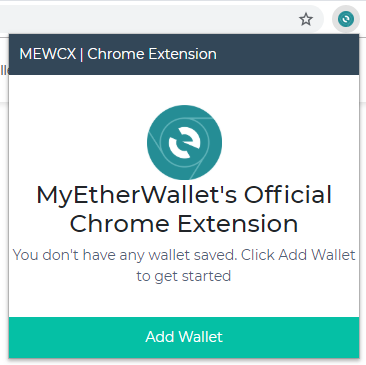 MEWCX | Chrome Extension
MyEtherWallet's Official
Chrome Extension
You don't have any wallet saved. Click Add Wallet
to get started
Add Wallet